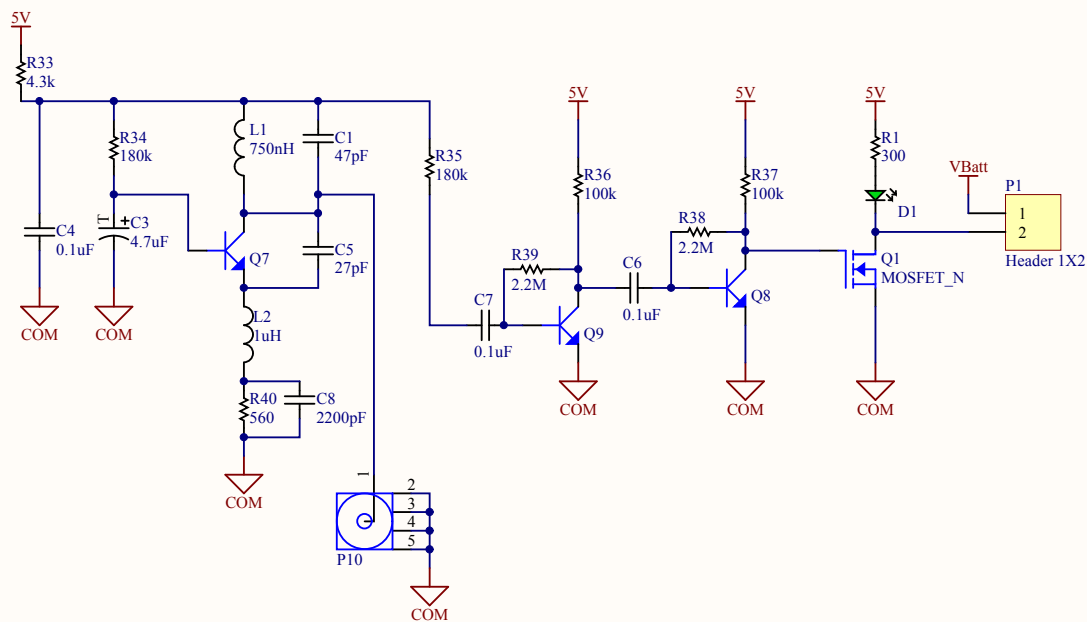 5V
R33
4.3k
R34
180k
L1
750nH
C1
47pF
R35
180k
5V
R36
100k
5V
R37
100k
5V
R1
300
D1
VBatt
P1
1
2
Header 1X2
C4
0.1uF
T
+
C3
4.7uF
Q7
C5
27pF
R39
2.2M
R38
2.2M
C6
0.1uF
Q8
Q1
MOSFET_N
COM
COM
L2
1uH
C7
0.1uF
Q9
COM
COM
COM
R40
560
C8
2200pF
COM
1
2
3
4
5
P10
COM